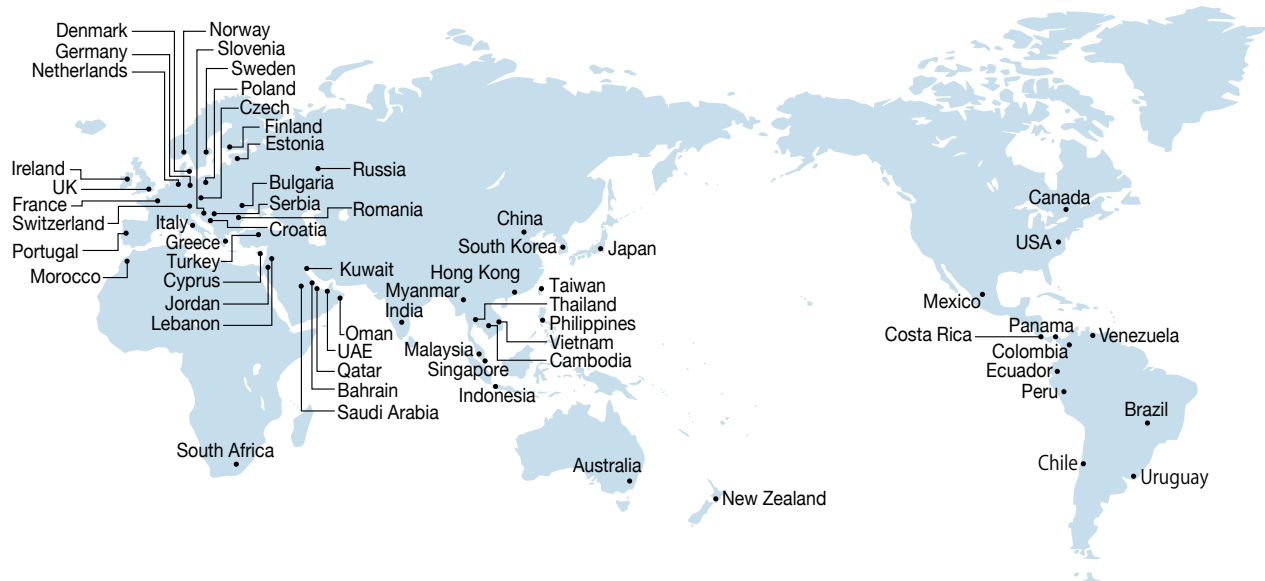 Denmark
Norway
Germany
Slovenia
Netherlands
Sweden
Poland
Czech
Finland
Estonia
Ireland
Russia
UK
Bulgaria
France
Serbia
Romania
Switzerland
Italy
Croatia
Portugal
Greece
Turkey
Morocco
Cyprus
Jordan
Lebanon
Kuwait
Oman
UAE
Qatar
Bahrain
Saudi Arabia
South Africa
China
South Korea
Japan
Hong Kong
Myanmar
India
Taiwan
Thailand
Philippines
Vietnam
Cambodia
Malaysia
Singapore
Indonesia
Australia
New Zealand
Canada
USA
Mexico
Costa Rica
Panama
Venezuela
Colombia
Ecuador
Peru
Brazil
Chile
Uruguay